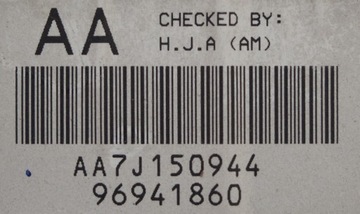 AA
CHECKED BY:
H.J.A (AM)
AA7J150944
96941860